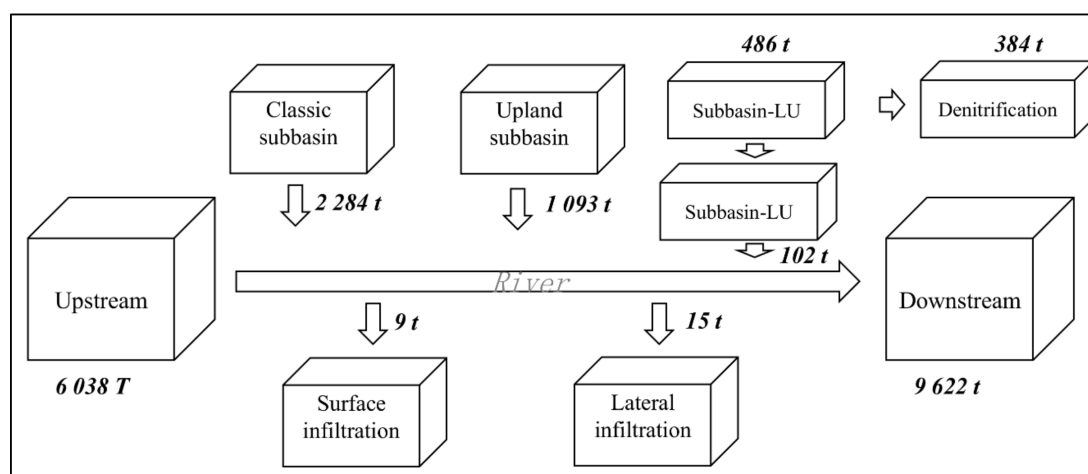 486 t
384 t
Classic
subbasin
Upland
subbasin
Subbasin-LU
Denitrification
2 284 t
1 093 t
Subbasin-LU
102 t
River
Upstream
Downstream
9 t
15 t
6 038 T
9 622 t
Surface
infiltration
Lateral
infiltration